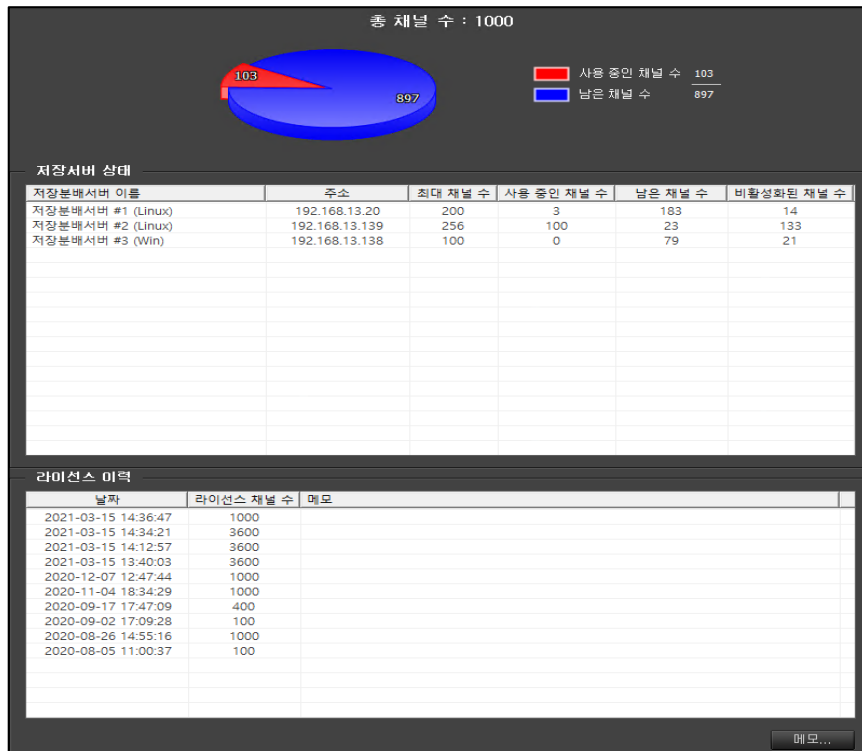 총 채널 수 : 1000
103
897
사용 중인 채널 수 103
남은 채널 수 897
저장서버 상태
저장분배서버 이름 주소 최대 채널 수 사용 중인 채널 수 남은 채널 수 비활성화된 채널 수
저장분배서버 #1 (Linux) 192.168.13.20 200 3 183 14
저장분배서버 #2 (Linux) 192.168.13.139 256 100 23 133
저장분배서버 #3 (Win) 192.168.13.138 100 0 79 21
라이선스 이력
날짜 라이선스 채널 수 메모
2021-03-15 14:36:47 1000
2021-03-15 14:34:21 3600
2021-03-15 14:12:57 3600
2021-03-15 13:40:03 3600
2020-12-07 12:47:44 1000
2020-11-04 18:34:29 1000
2020-09-17 17:47:09 400
2020-09-02 17:09:28 100
2020-08-26 14:55:16 1000
2020-08-05 11:00:37 100
메모...